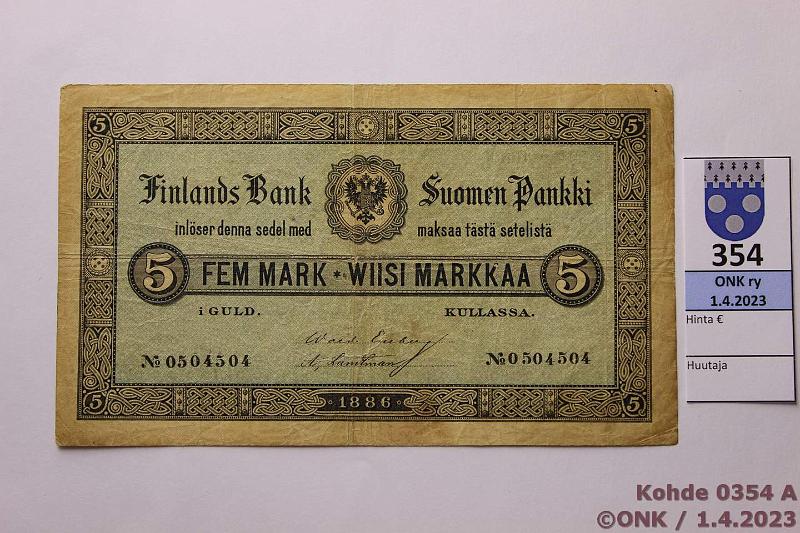 5 5
Finlands Bank Suomen Pankki
inlöser denna sedel med maksaa tästä setelistä
5 FEM MARK * WIISI MARKKAA 5
i GULD. KULLASSA.
№ 0504504 № 0504504
5 1886 5
354
ONK ry
1.4.2023
Hinta €
Huutaja
Kohde 0354 A
©ONK / 1.4.2023